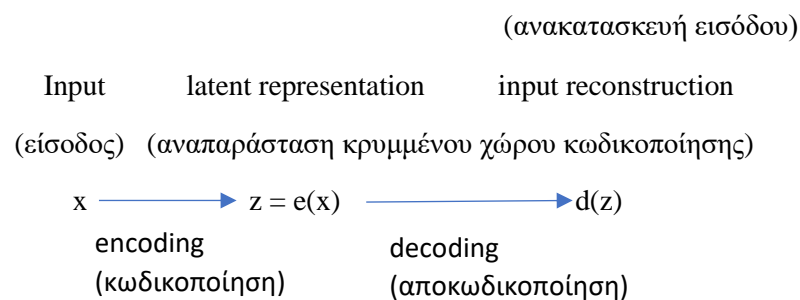 (ανακατασκευή εισόδου)
Input latent representation input reconstruction
(είσοδος) (αναπαράσταση κρυμμένου χώρου κωδικοποίησης)
x z = e(x) d(z)
encoding decoding
(κωδικοποίηση) (αποκωδικοποίηση)